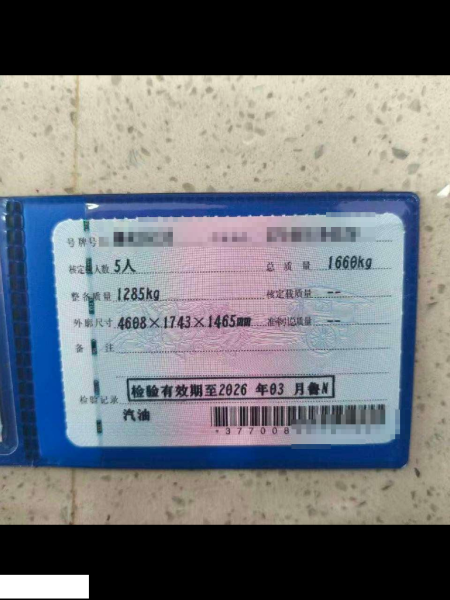 号牌号
核定载人数 5人 总质量 1660kg
整备质量 1285kg 核定载质量 --
外廓尺寸 4608×1743×1465mm 准牵引总质量 --
备注
检验记录 检验有效期至2026 年03 月鲁N
汽油
*377008